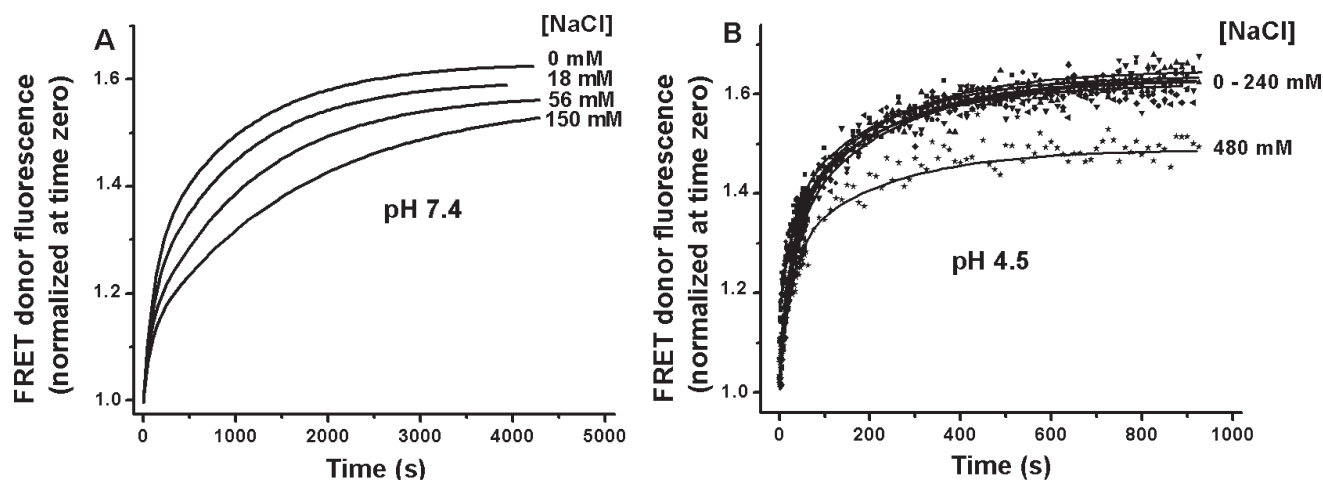 A
[NaCl]
0 mM
18 mM
56 mM
150 mM
pH 7.4
FRET donor fluorescence
(normalized at time zero)
1.6
1.4
1.2
1.0
0 1000 2000 3000 4000 5000
Time (s)
B
[NaCl]
0 - 240 mM
480 mM
pH 4.5
FRET donor fluorescence
(normalized at time zero)
1.6
1.4
1.2
1.0
0 200 400 600 800 1000
Time (s)